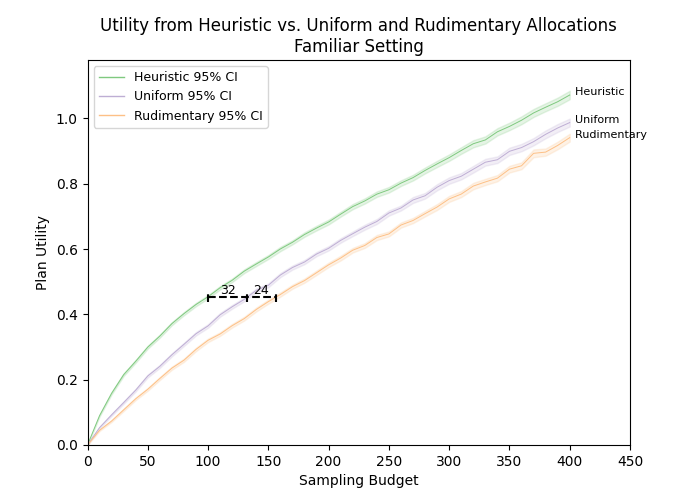 Utility from Heuristic vs. Uniform and Rudimentary Allocations
Familiar Setting
Heuristic 95% CI
Uniform 95% CI
Rudimentary 95% CI
Heuristic
Uniform
Rudimentary
32 24
Plan Utility
1.0
0.8
0.6
0.4
0.2
0.0
0 50 100 150 200 250 300 350 400 450
Sampling Budget